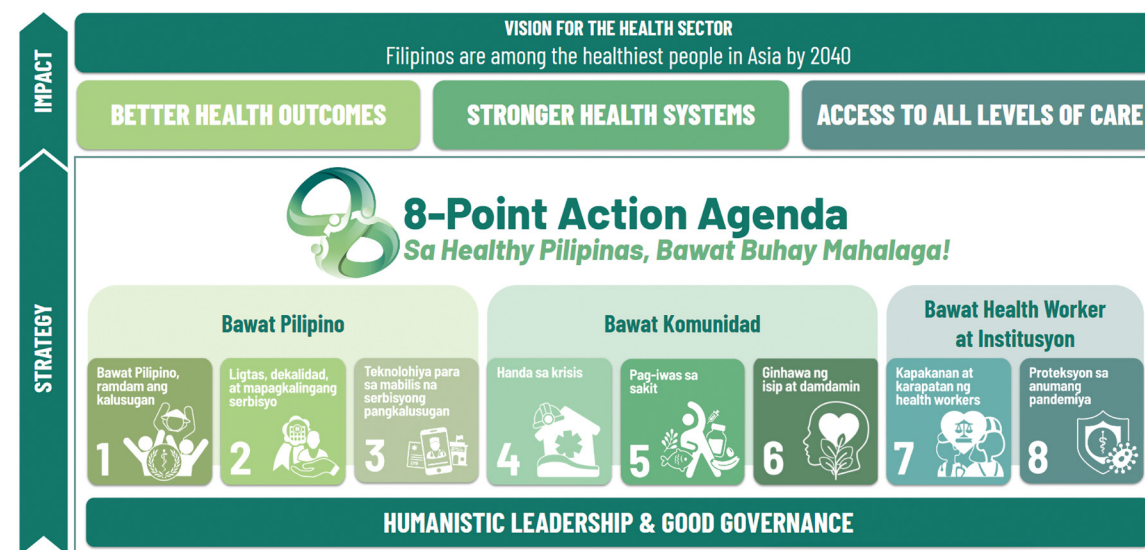 IMPACT
VISION FOR THE HEALTH SECTOR
Filipinos are among the healthiest people in Asia by 2040
BETTER HEALTH OUTCOMES
STRONGER HEALTH SYSTEMS
ACCESS TO ALL LEVELS OF CARE
STRATEGY
8-Point Action Agenda
Sa Healthy Pilipinas, Bawat Buhay Mahalaga!
Bawat Pilipino
Bawat Pilipino,
ramdam ang
kalusugan
1
Ligtas, dekalidad,
at mapagkalingang
serbisyo
2
Teknolohiya para
sa mabilis na
serbisyong
pangkalusugan
3
Bawat Komunidad
Handa sa krisis
4
Pag-iwas sa
sakit
5
Ginhawa ng
isip at damdamin
6
Bawat Health Worker
at Institusyon
Kapakanan at
karapatan ng
health workers
7
Proteksyon sa
anumang
pandemiya
8
HUMANISTIC LEADERSHIP & GOOD GOVERNANCE